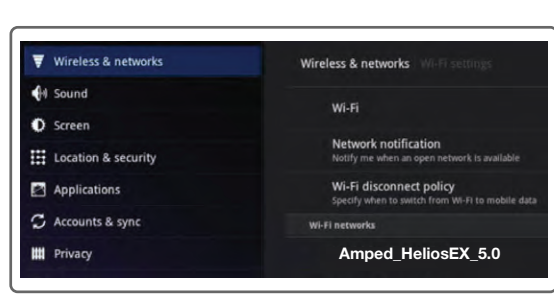 Wireless & networks
Sound
Screen
Location & security
Applications
Accounts & sync
Privacy
Wireless & networks Wi-Fi settings
Wi-Fi
Network notification
Notify me when an open network is available
Wi-Fi disconnect policy
Specify when to switch from Wi-Fi to mobile data
Wi-Fi networks
Amped_HeliosEX_5.0